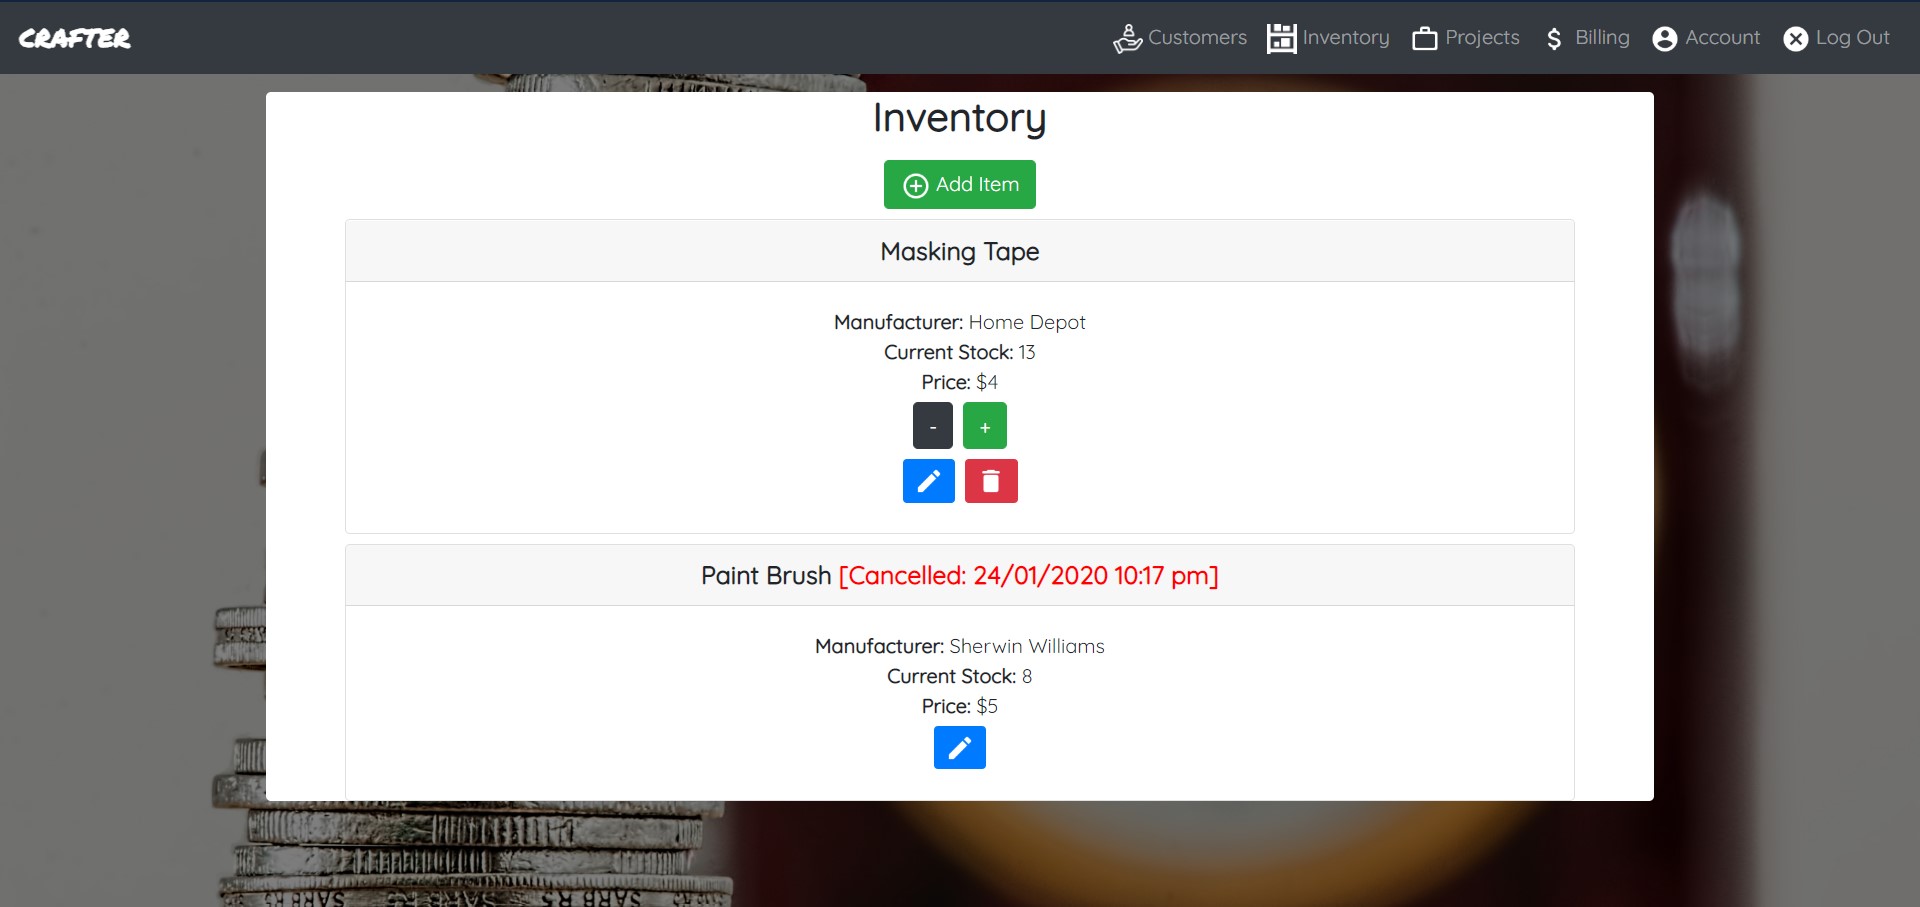 CRAFTER
Customers Inventory Projects Billing Account Log Out
Inventory
Add Item
Masking Tape
Manufacturer: Home Depot
Current Stock: 13
Price: $4
- +
Paint Brush [Cancelled: 24/01/2020 10:17 pm]
Manufacturer: Sherwin Williams
Current Stock: 8
Price: $5